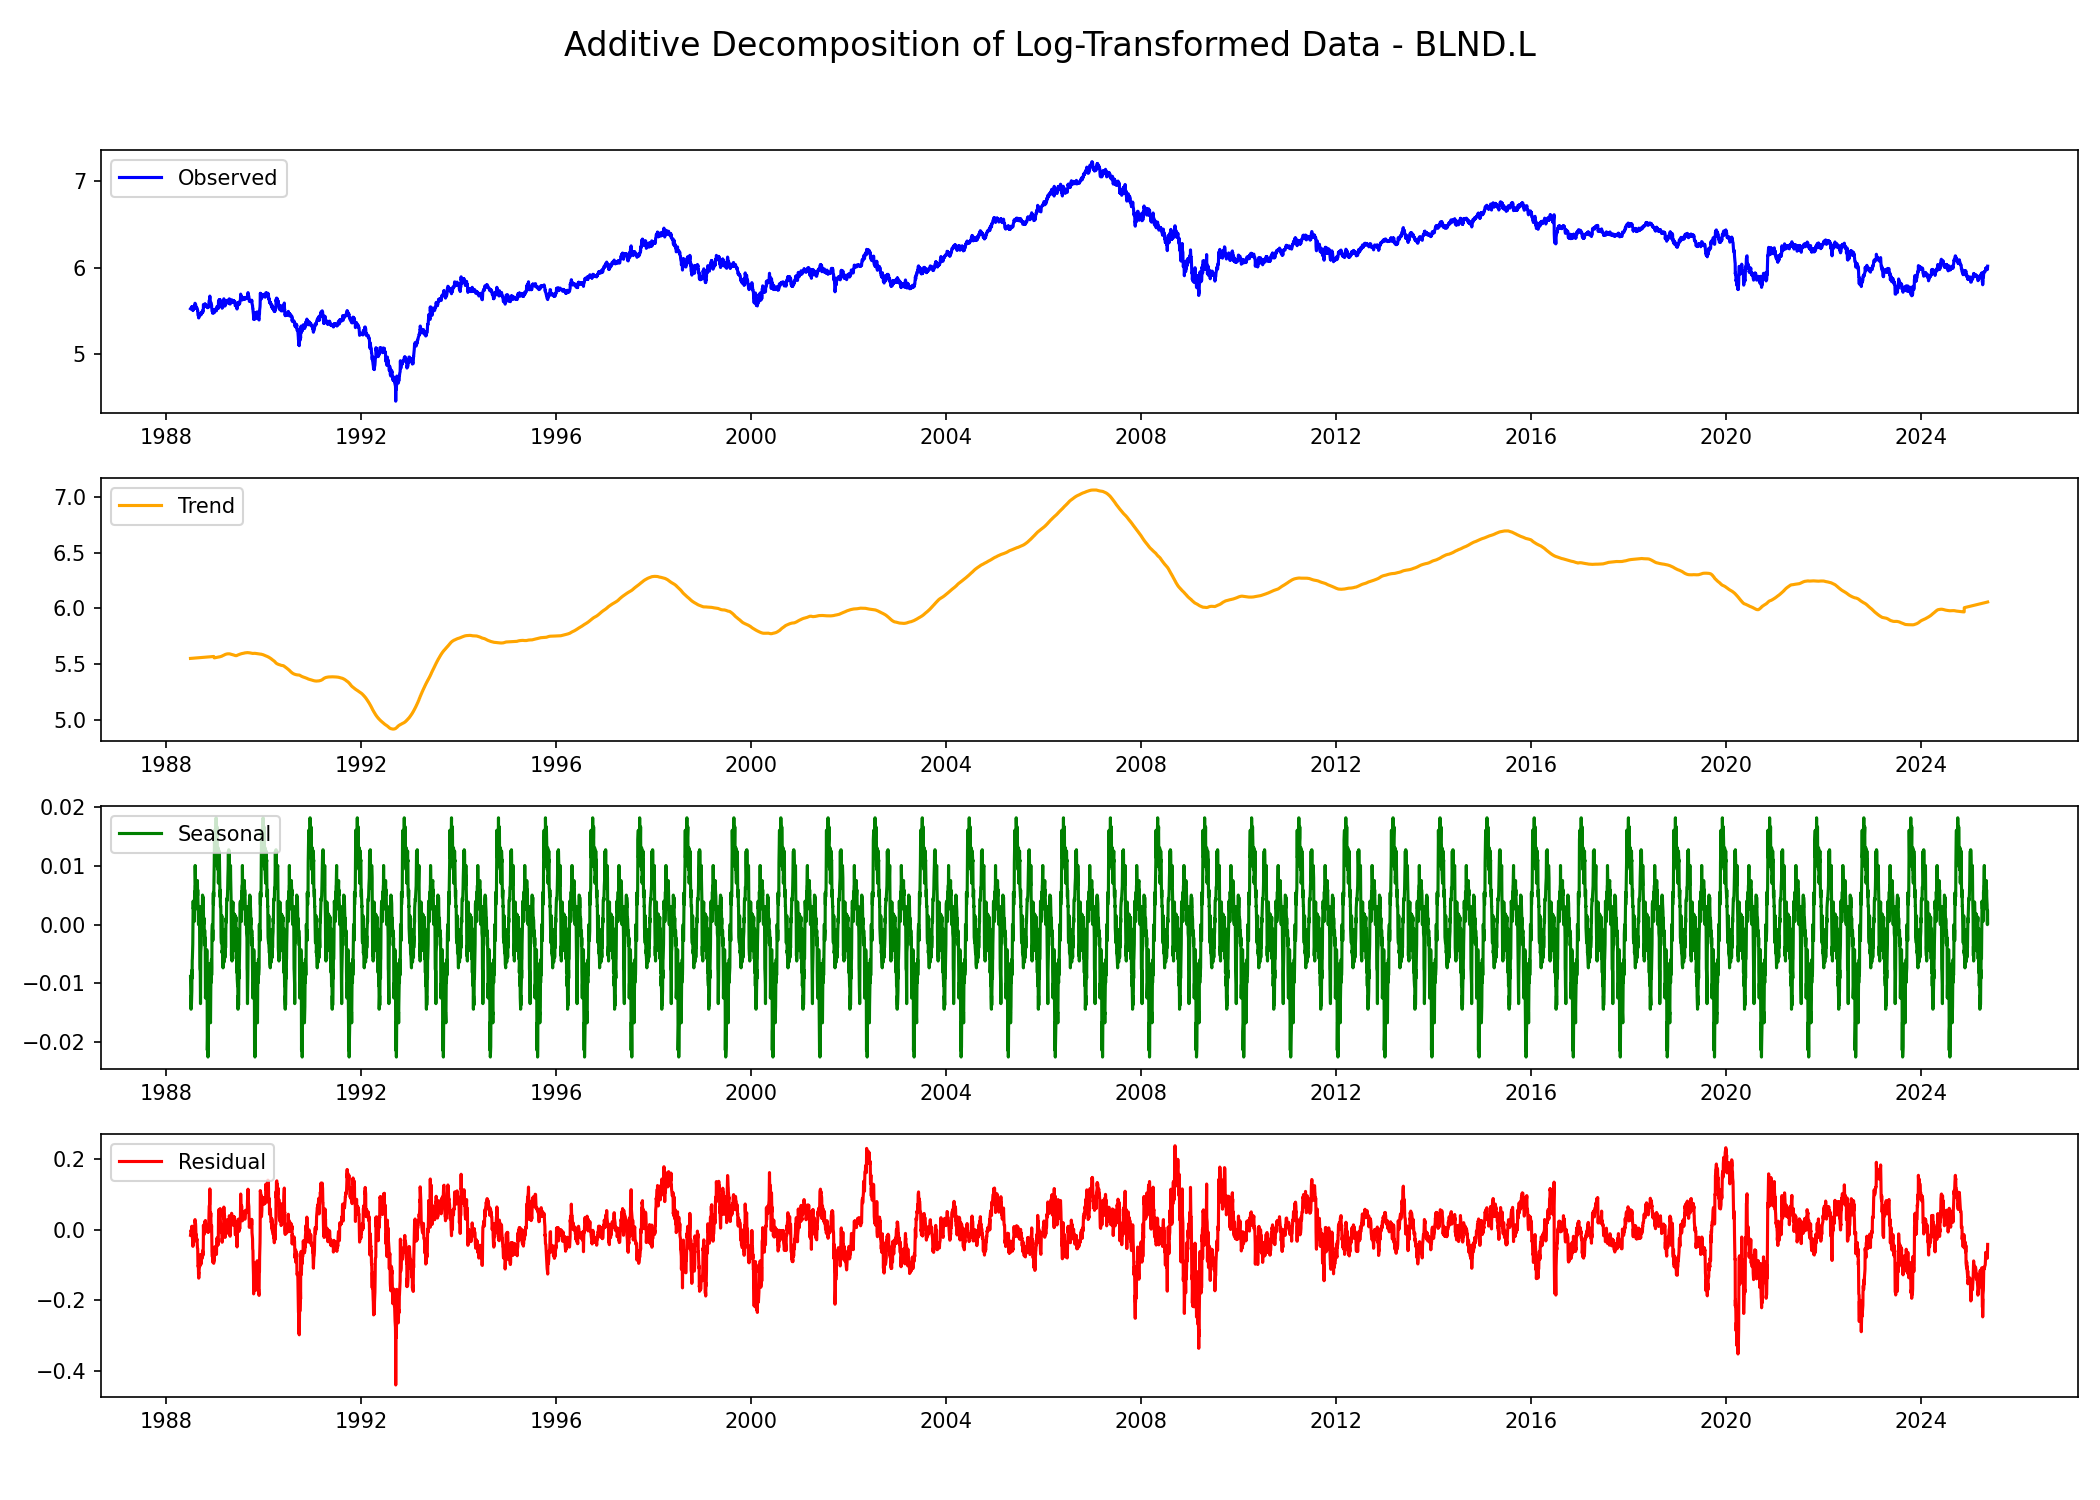 Additive Decomposition of Log-Transformed Data - BLND.L
Observed
7
6
5
1988 1992 1996 2000 2004 2008 2012 2016 2020 2024
Trend
7.0
6.5
6.0
5.5
5.0
1988 1992 1996 2000 2004 2008 2012 2016 2020 2024
0.02
Seasonal
0.01
0.00
−0.01
−0.02
1988 1992 1996 2000 2004 2008 2012 2016 2020 2024
Residual
0.2
0.0
−0.2
−0.4
1988 1992 1996 2000 2004 2008 2012 2016 2020 2024